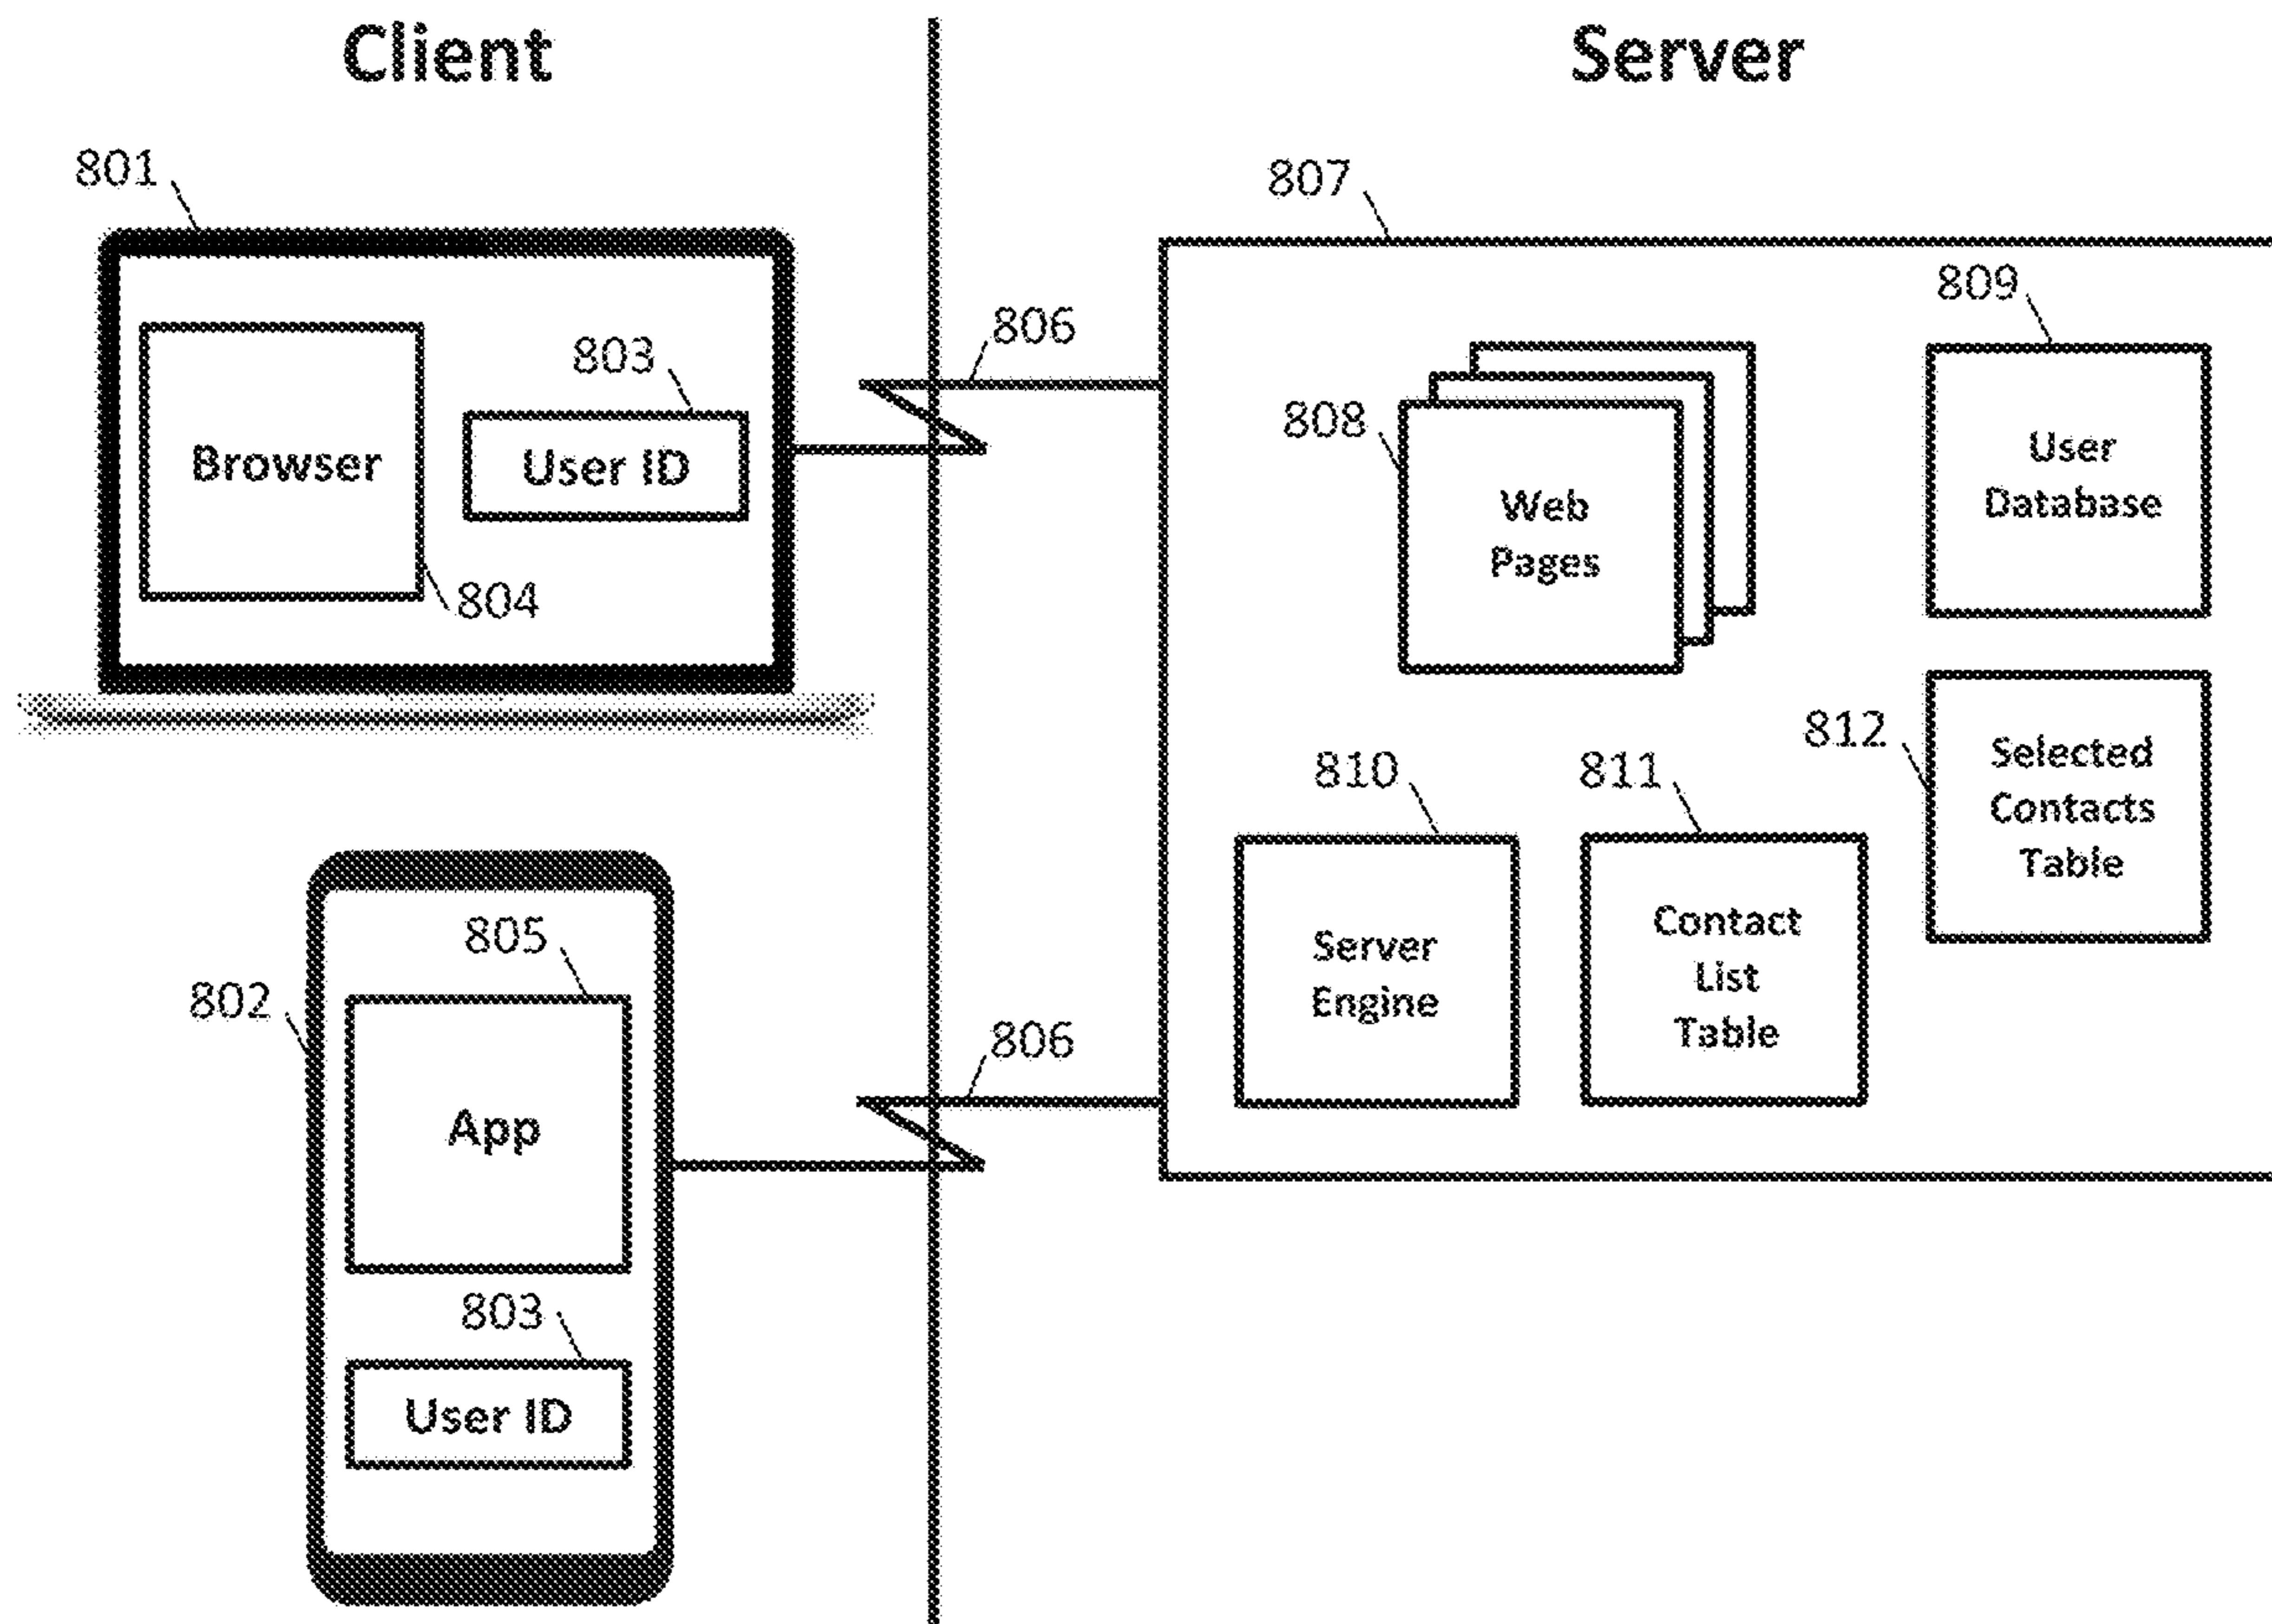 Client
Server
801
Browser
804
803
User ID
806
807
808
Web
Pages
809
User
Database
812
Selected
Contacts
Table
810
Server
Engine
811
Contact
List
Table
802
805
App
803
User ID
806